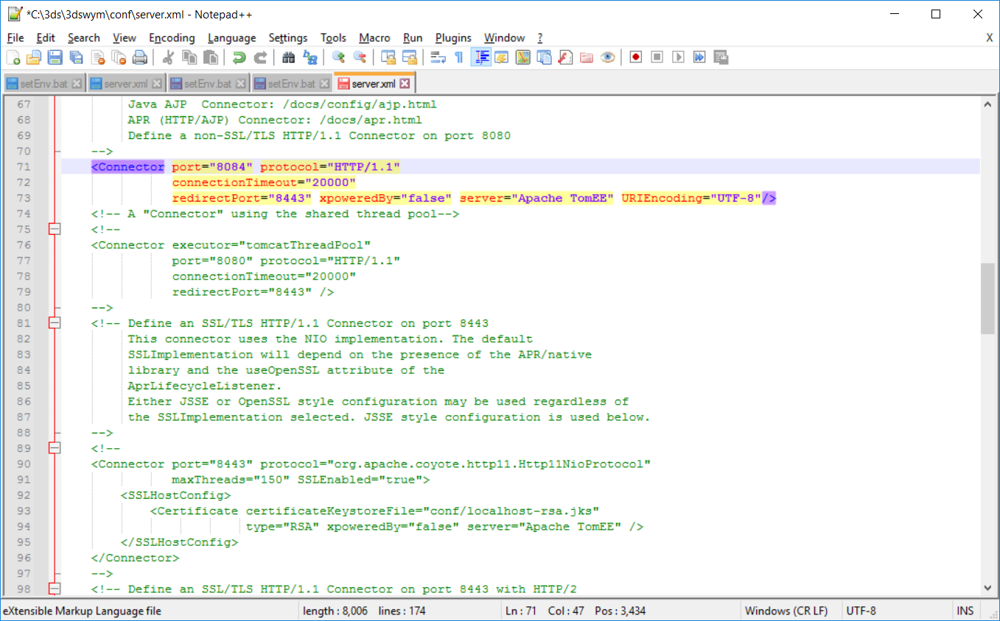 *C:\3ds\3dswym\conf\server.xml - Notepad++
File Edit Search View Encoding Language Settings Tools Macro Run Plugins Window ? X
setEnv.bat server.xml setEnv.bat setEnv.bat server.xml
67 Java AJP  Connector: /docs/config/ajp.html
68 APR (HTTP/AJP) Connector: /docs/apr.html
69 Define a non-SSL/TLS HTTP/1.1 Connector on port 8080
70 -->
71 <Connector port="8084" protocol="HTTP/1.1"
72 connectionTimeout="20000"
73 redirectPort="8443" xpoweredBy="false" server="Apache TomEE" URIEncoding="UTF-8"/>
74 <!-- A "Connector" using the shared thread pool-->
75 <!--
76 <Connector executor="tomcatThreadPool"
77 port="8080" protocol="HTTP/1.1"
78 connectionTimeout="20000"
79 redirectPort="8443" />
80 -->
81 <!-- Define an SSL/TLS HTTP/1.1 Connector on port 8443
82 This connector uses the NIO implementation. The default
83 SSLImplementation will depend on the presence of the APR/native
84 library and the useOpenSSL attribute of the
85 AprLifecycleListener.
86 Either JSSE or OpenSSL style configuration may be used regardless of
87 the SSLImplementation selected. JSSE style configuration is used below.
88 -->
89 <!--
90 <Connector port="8443" protocol="org.apache.coyote.http11.Http11NioProtocol"
91 maxThreads="150" SSLEnabled="true">
92 <SSLHostConfig>
93 <Certificate certificateKeystoreFile="conf/localhost-rsa.jks"
94 type="RSA" xpoweredBy="false" server="Apache TomEE" />
95 </SSLHostConfig>
96 </Connector>
97 -->
98 <!-- Define an SSL/TLS HTTP/1.1 Connector on port 8443 with HTTP/2
eXtensible Markup Language file length : 8,006 lines : 174 Ln : 71 Col : 47 Pos : 3,434 Windows (CR LF) UTF-8 INS